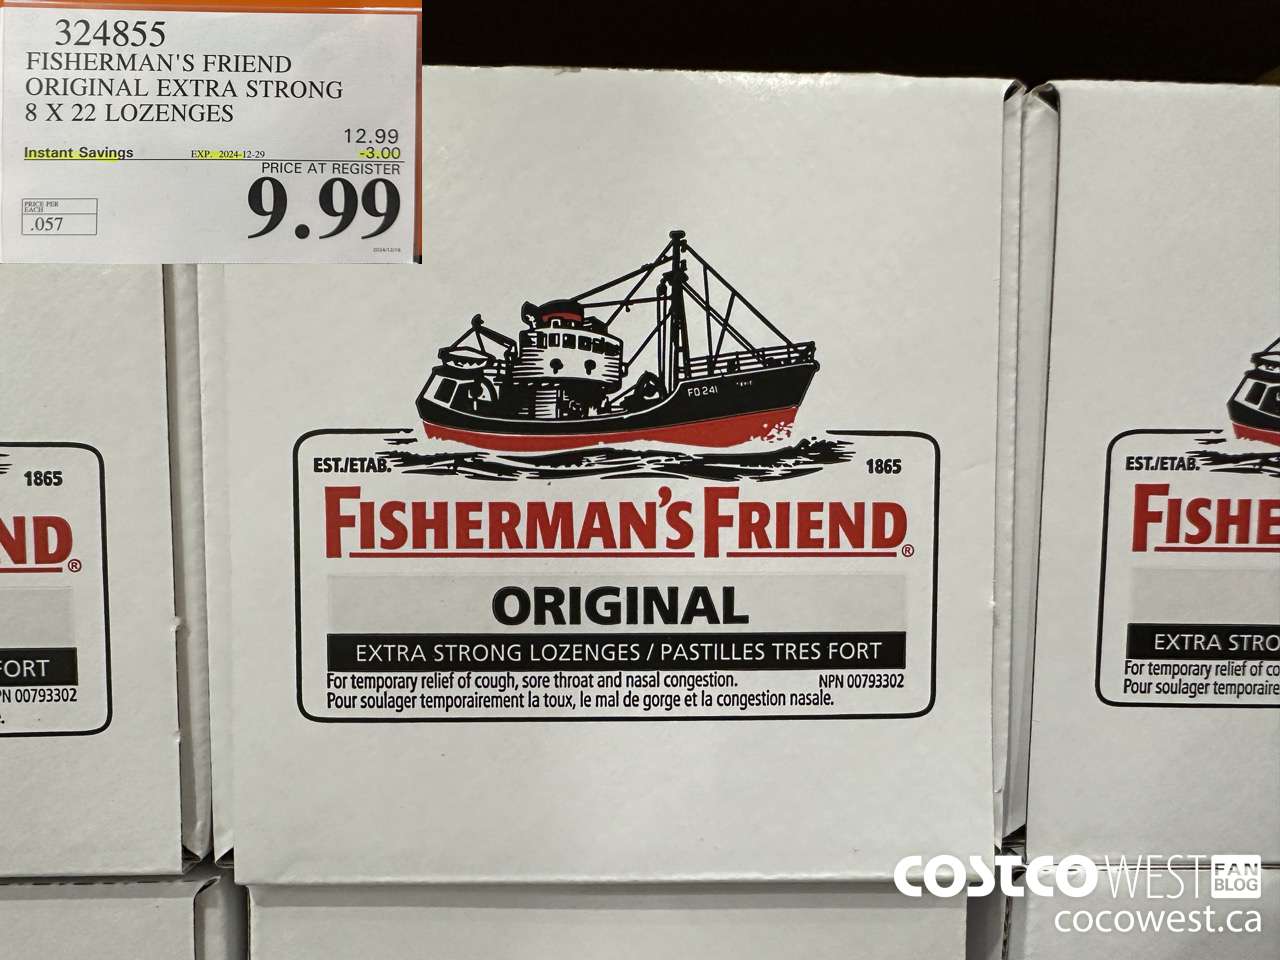 324855
FISHERMAN'S FRIEND
ORIGINAL EXTRA STRONG
8 X 22 LOZENGES
12.99
Instant Savings EXP. 2024-12-29 -3.00
PRICE AT REGISTER
9.99
PRICE PER
EACH
.057
2024/12/16
FD 241
EST./ETAB. 1865
FISHERMAN'S FRIEND®
ORIGINAL
EXTRA STRONG LOZENGES / PASTILLES TRES FORT
For temporary relief of cough, sore throat and nasal congestion. NPN 00793302
Pour soulager temporairement la toux, le mal de gorge et la congestion nasale.
1865
ND®
FORT
PN 00793302
EST./ETAB.
FISHE
EXTRA STRO
For temporary relief of co
Pour soulager temporaire
COSTCO WEST FAN BLOG
cocowest.ca